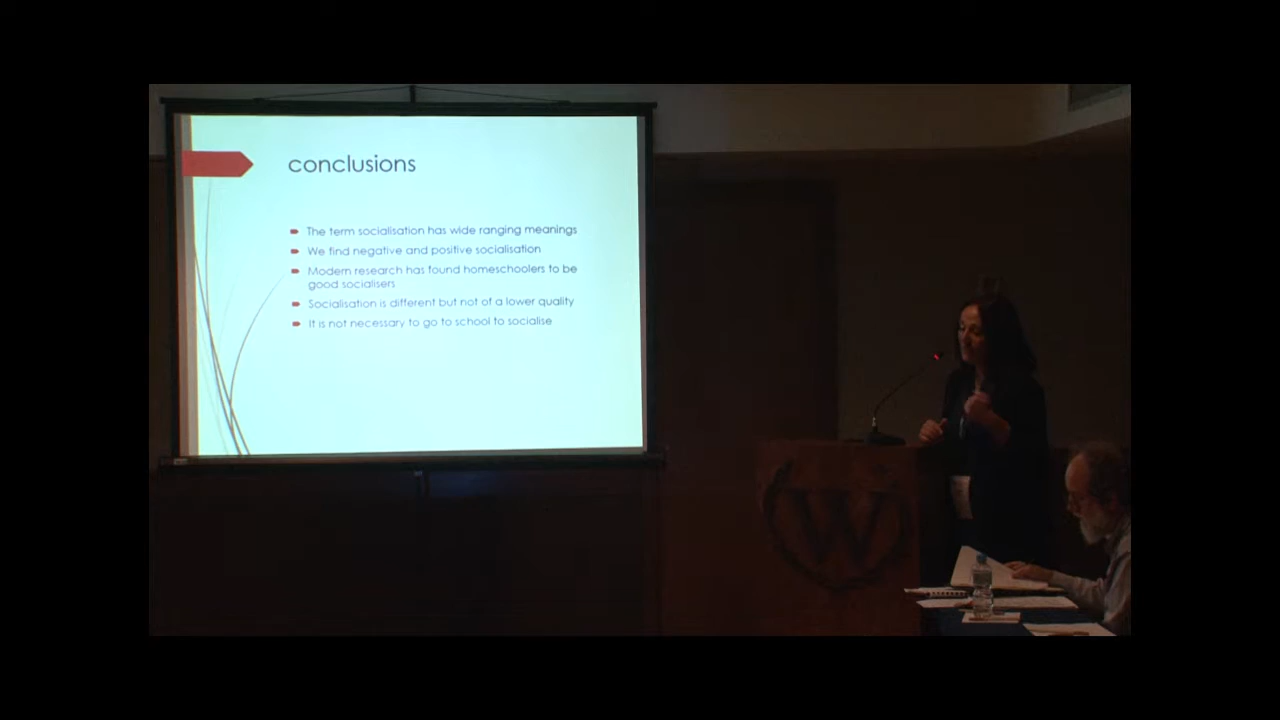 conclusions
The term socialisation has wide ranging meanings
We find negative and positive socialisation
Modern research has found homeschoolers to be
good socialisers
Socialisation is different but not of a lower quality
It is not necessary to go to school to socialise
W